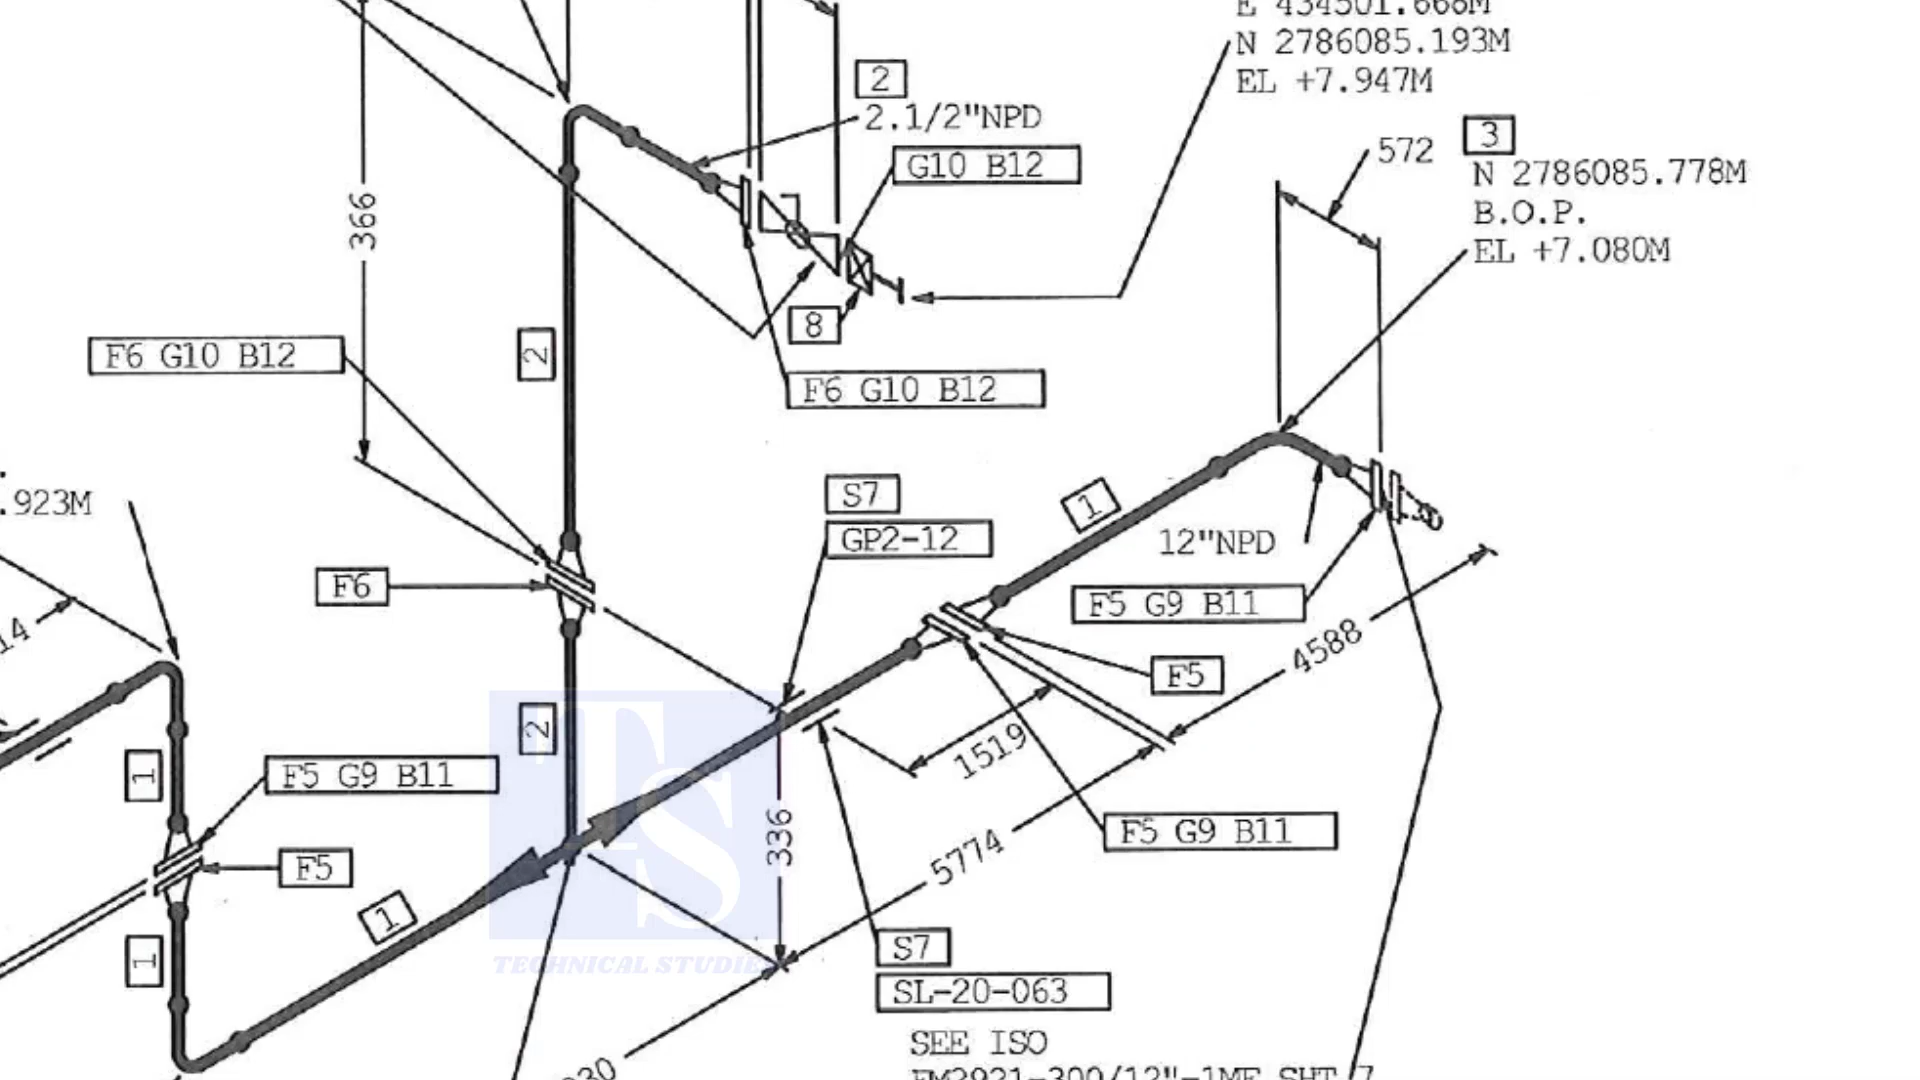 N 2786085.193M
EL +7.947M
2
2.1/2"NPD
G10 B12
572
3
N 2786085.778M
B.O.P.
EL +7.080M
366
8
F6 G10 B12
2
F6 G10 B12
.923M
S7
GP2-12
1
12"NPD
F6
F5 G9 B11
14
4588
F5
2
1519
1
F5 G9 B11
336
F5 G9 B11
5774
F5
1
TS
1
S7
TECHNICAL STUDIE
SL-20-063
SEE ISO